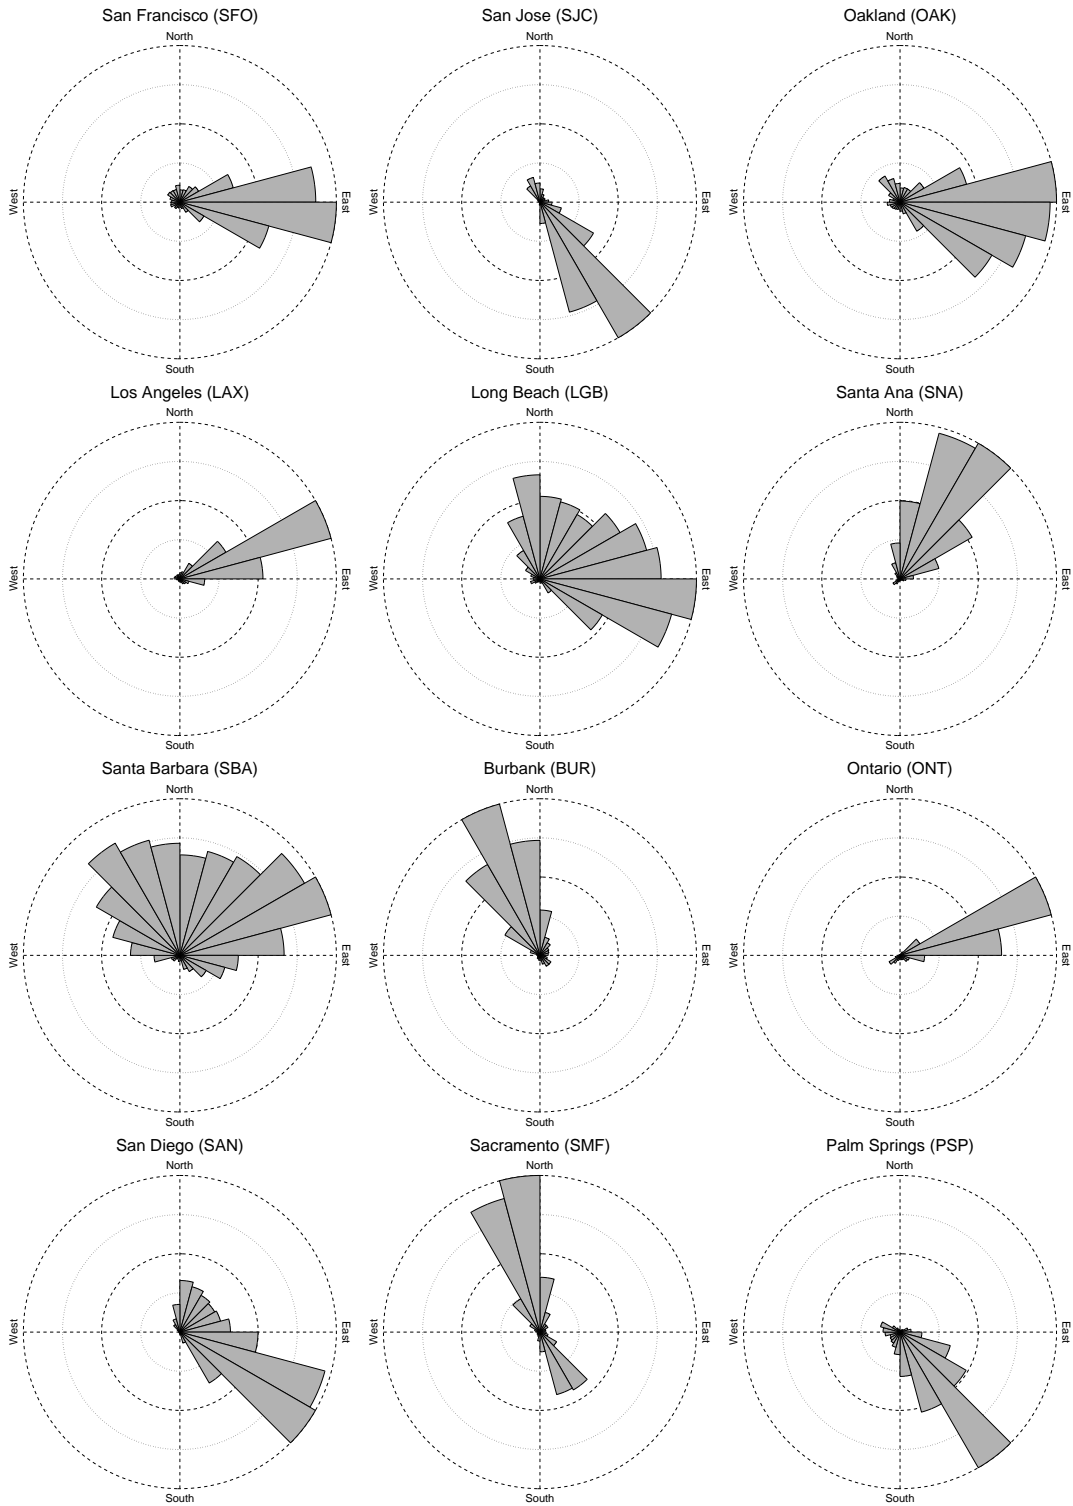 San Francisco (SFO)
North
West
East
South
San Jose (SJC)
North
West
East
South
Oakland (OAK)
North
West
East
South
Los Angeles (LAX)
North
West
East
South
Long Beach (LGB)
North
West
East
South
Santa Ana (SNA)
North
West
East
South
Santa Barbara (SBA)
North
West
East
South
Burbank (BUR)
North
West
East
South
Ontario (ONT)
North
West
East
South
San Diego (SAN)
North
West
East
South
Sacramento (SMF)
North
West
East
South
Palm Springs (PSP)
North
West
East
South